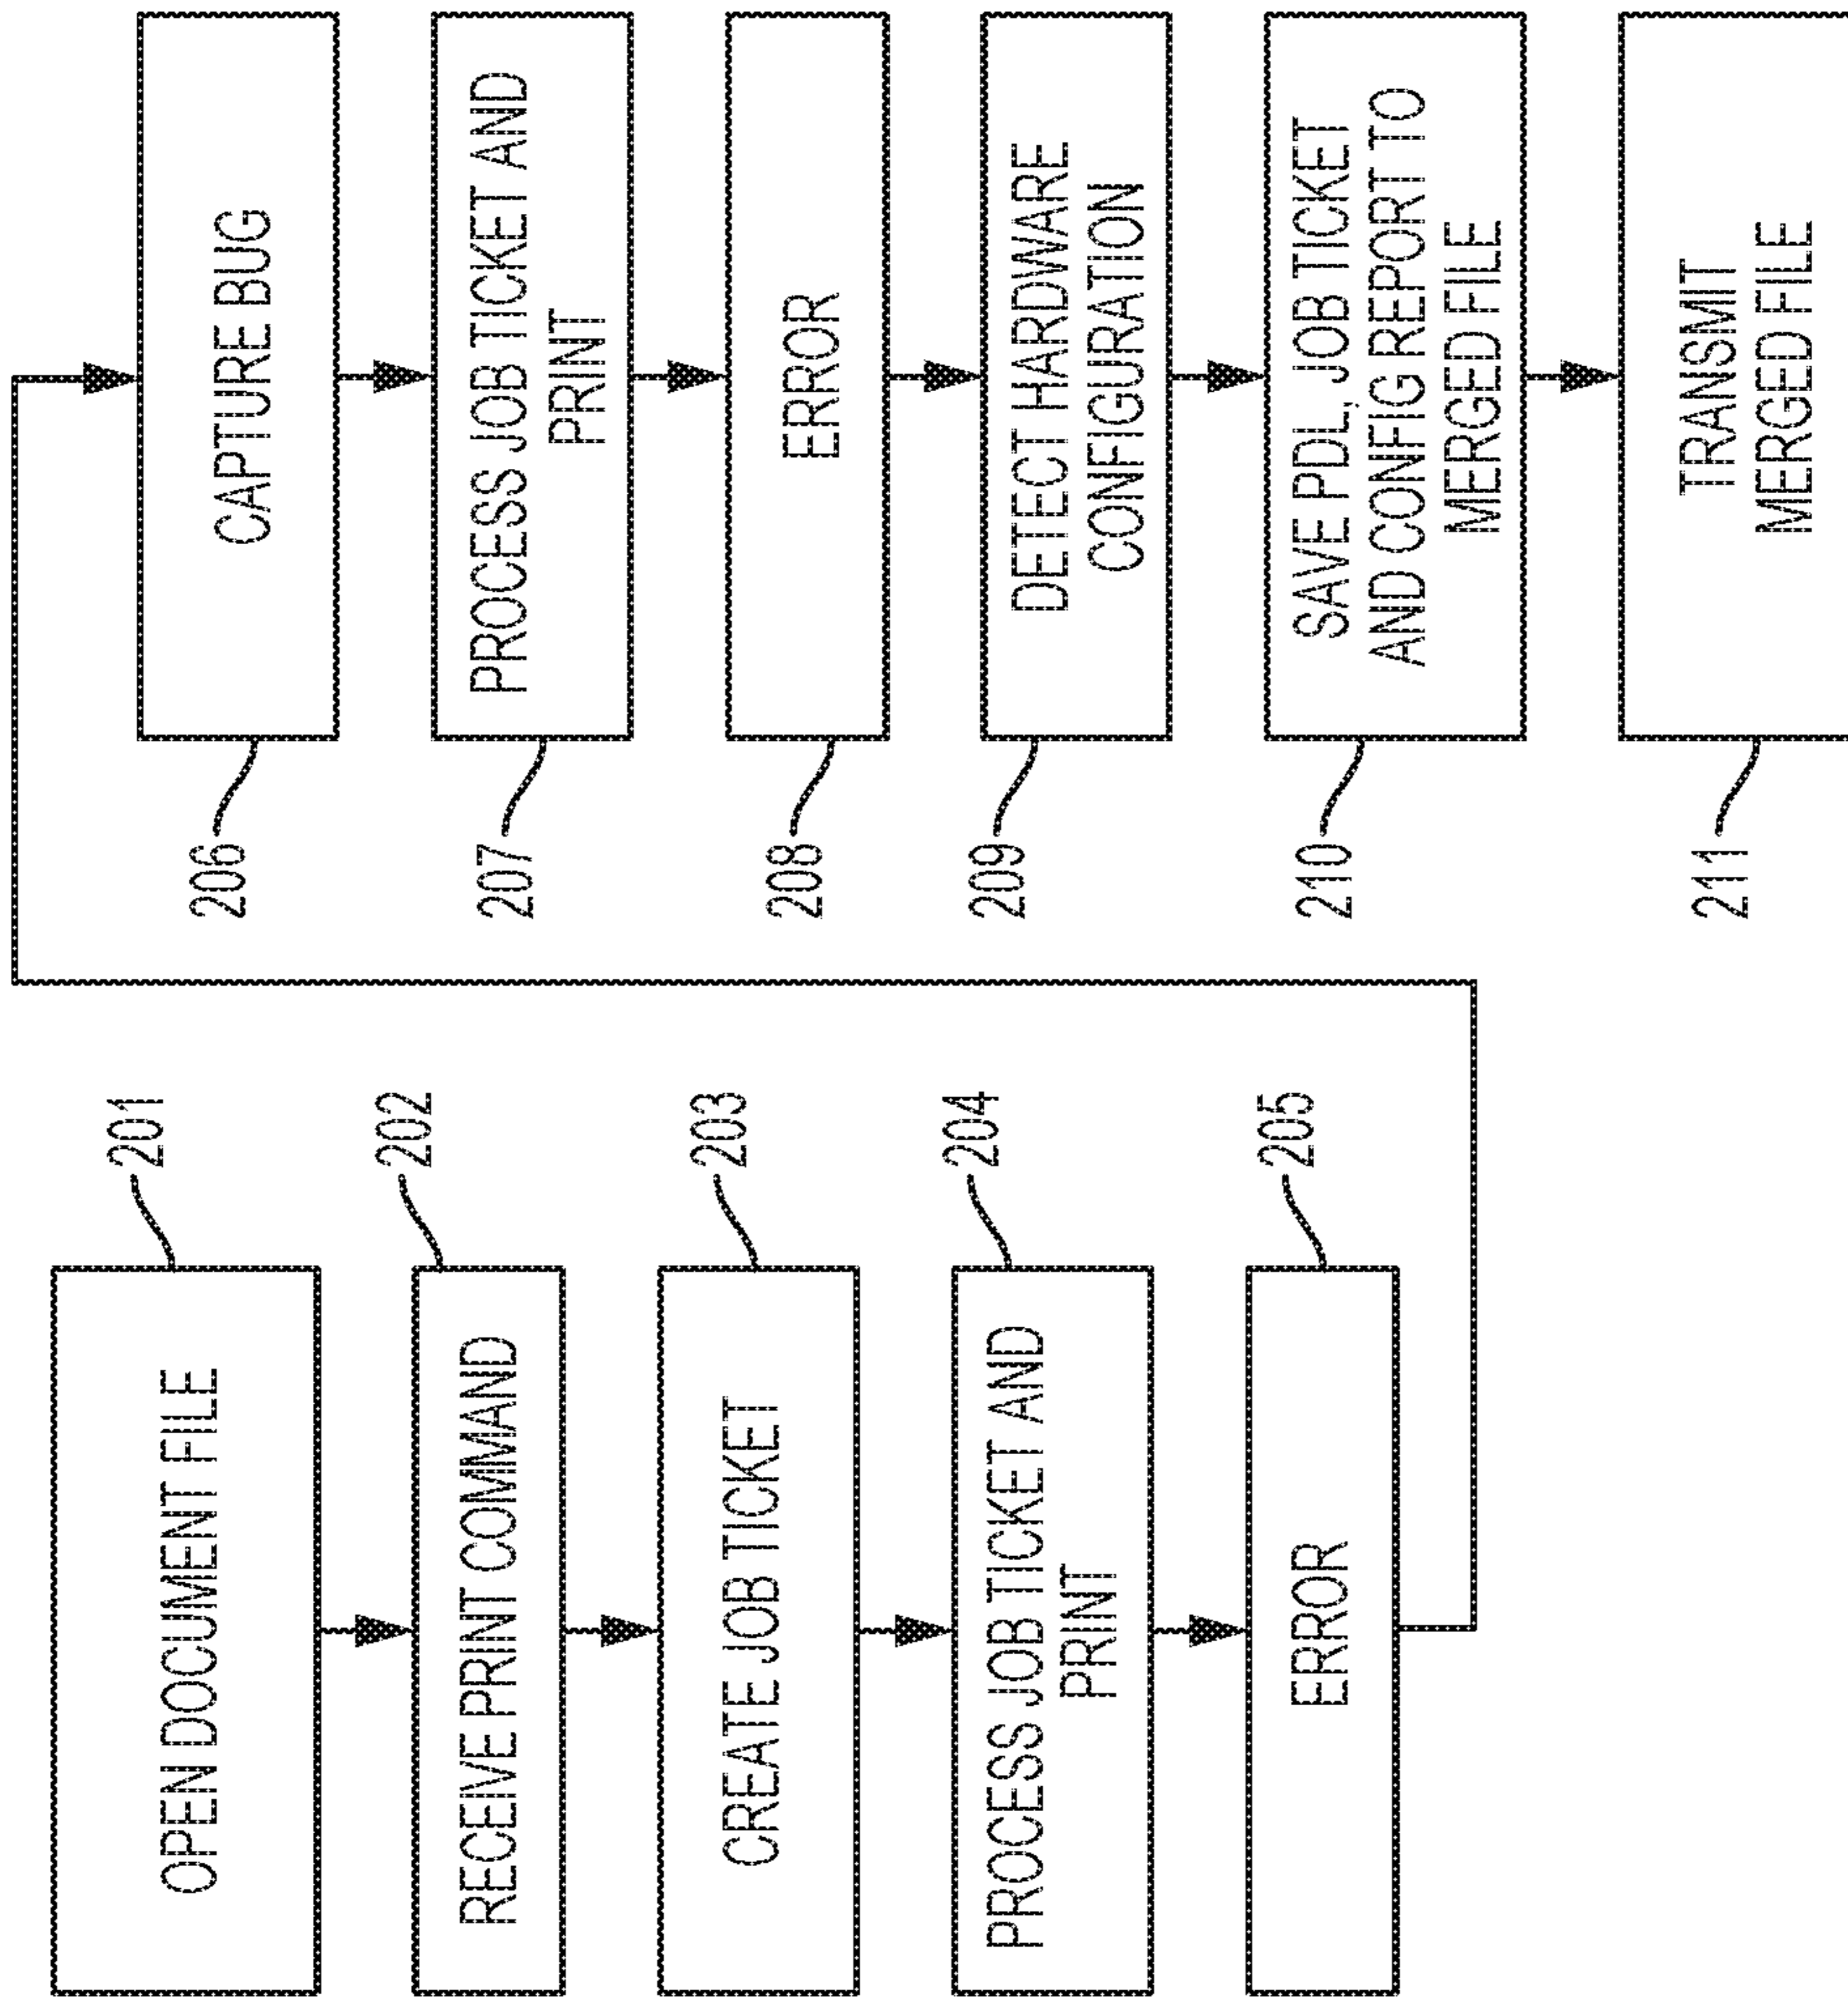 OPEN DOCUMENT FILE
201
RECEIVE PRINT COMMAND
202
CREATE JOB TICKET
203
PROCESS JOB TICKET AND
PRINT
204
ERROR
205
CAPTURE BUG
206
PROCESS JOB TICKET AND
PRINT
207
ERROR
208
DETECT HARDWARE
CONFIGURATION
209
SAVE PDL, JOB TICKET
AND CONFIG REPORT TO
MERGED FILE
210
TRANSMIT
MERGED FILE
211